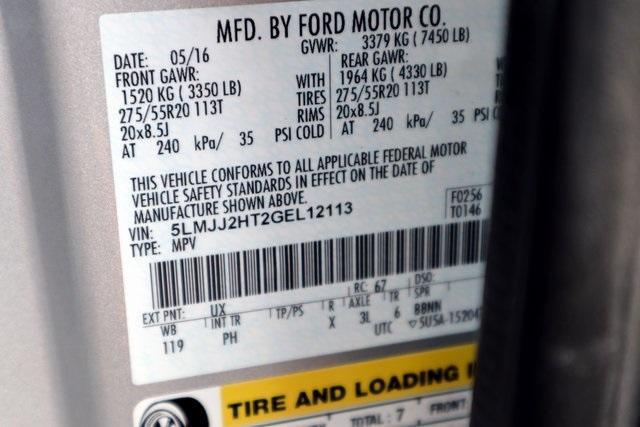 MFD. BY FORD MOTOR CO.
DATE: 05/16
GVWR: 3379 KG ( 7450 LB)
FRONT GAWR:
REAR GAWR:
1520 KG ( 3350 LB)
WITH
1964 KG ( 4330 LB)
275/55R20 113T
TIRES
275/55R20 113T
20x8.5J
RIMS
20x8.5J
AT 240 kPa/ 35 PSI COLD
AT 240 kPa/ 35 PSI
THIS VEHICLE CONFORMS TO ALL APPLICABLE FEDERAL MOTOR
VEHICLE SAFETY STANDARDS IN EFFECT ON THE DATE OF
MANUFACTURE SHOWN ABOVE.
VIN: 5LMJJ2HT2GEL12113
F0256
TYPE: MPV
T0146
EXT PNT: UX
RC: 67
DSO:
WB
INT TR
TP/PS
R
AXLE
TR
SPR
119
PH
X
3L
6
BBNN
UTC
TIRE AND LOADING
TOTAL: 7
FRONT